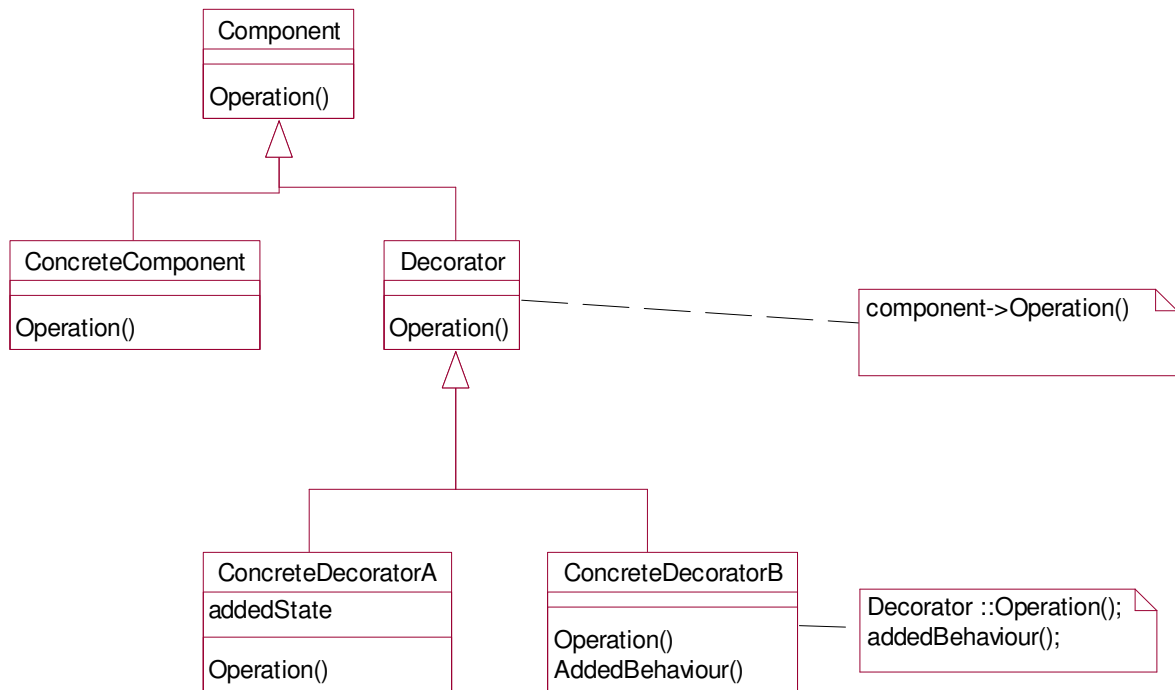 Component
Operation()
ConcreteComponent
Operation()
Decorator
Operation()
component->Operation()
ConcreteDecoratorA
addedState
Operation()
ConcreteDecoratorB
Operation()
AddedBehaviour()
Decorator ::Operation();
addedBehaviour();